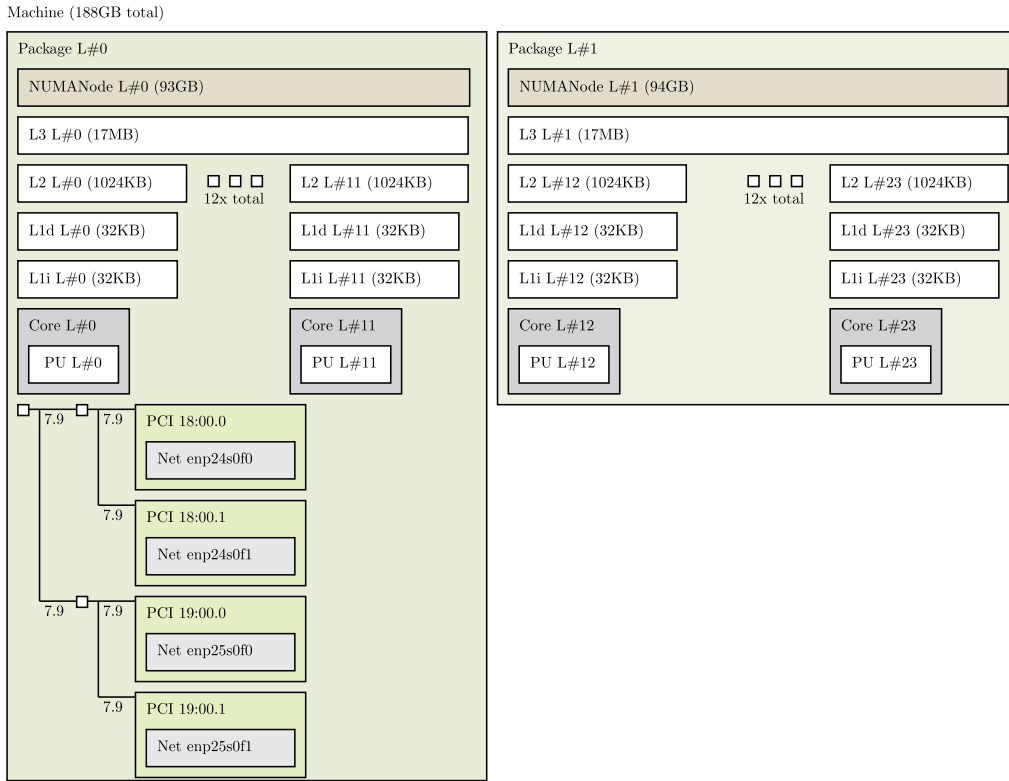 Machine (188GB total)
Package L#0
NUMANode L#0 (93GB)
L3 L#0 (17MB)
L2 L#0 (1024KB)
12x total
L2 L#11 (1024KB)
L1d L#0 (32KB)
L1d L#11 (32KB)
L1i L#0 (32KB)
L1i L#11 (32KB)
Core L#0
PU L#0
Core L#11
PU L#11
7.9
7.9
PCI 18:00.0
Net enp24s0f0
7.9
PCI 18:00.1
Net enp24s0f1
7.9
7.9
PCI 19:00.0
Net enp25s0f0
7.9
PCI 19:00.1
Net enp25s0f1
Package L#1
NUMANode L#1 (94GB)
L3 L#1 (17MB)
L2 L#12 (1024KB)
12x total
L2 L#23 (1024KB)
L1d L#12 (32KB)
L1d L#23 (32KB)
L1i L#12 (32KB)
L1i L#23 (32KB)
Core L#12
PU L#12
Core L#23
PU L#23